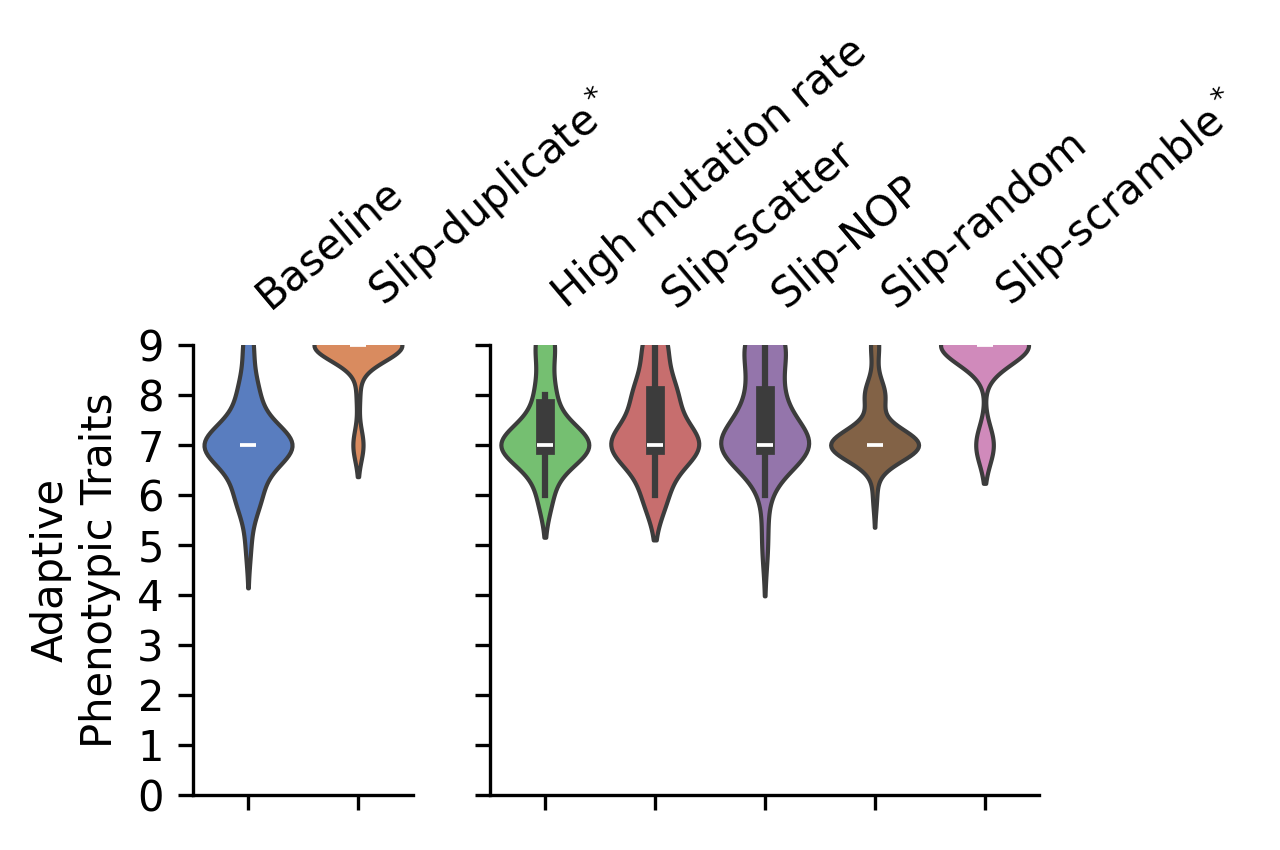 Baseline
Slip-duplicate*
High mutation rate
Slip-scatter
Slip-NOP
Slip-random
Slip-scramble*
Adaptive
Phenotypic Traits
9
8
7
6
5
4
3
2
1
0